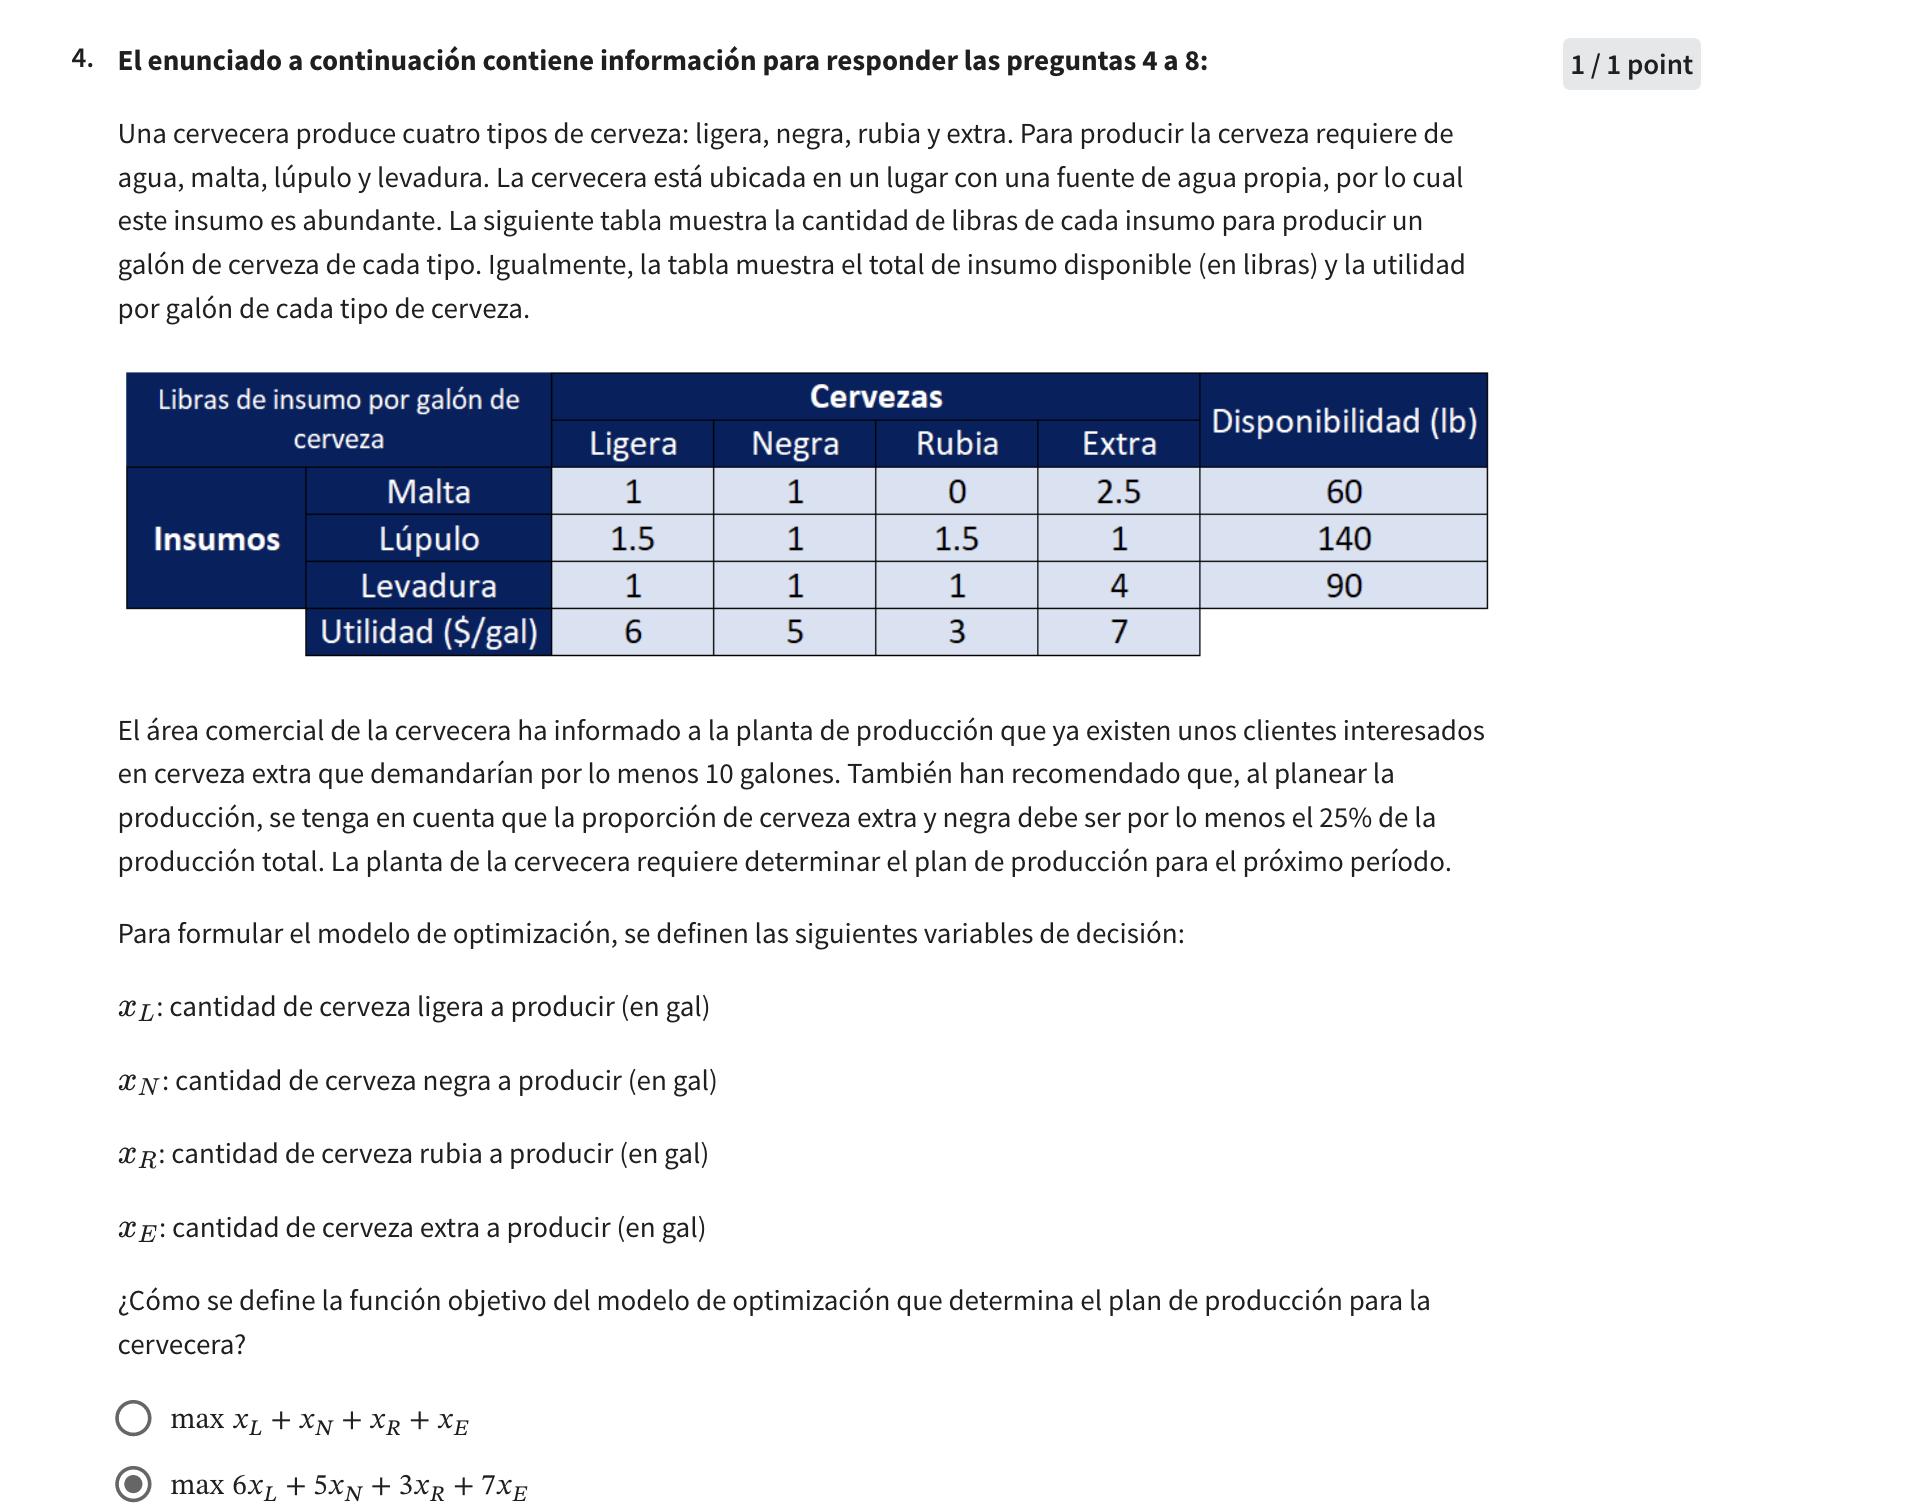 4. El enunciado a continuación contiene información para responder las preguntas 4 a 8:
1 / 1 point
Una cervecera produce cuatro tipos de cerveza: ligera, negra, rubia y extra. Para producir la cerveza requiere de
agua, malta, lúpulo y levadura. La cervecera está ubicada en un lugar con una fuente de agua propia, por lo cual
este insumo es abundante. La siguiente tabla muestra la cantidad de libras de cada insumo para producir un
galón de cerveza de cada tipo. Igualmente, la tabla muestra el total de insumo disponible (en libras) y la utilidad
por galón de cada tipo de cerveza.
Libras de insumo por galón de
cerveza
Cervezas
Disponibilidad (lb)
Ligera Negra Rubia Extra
Insumos
Malta 1 1 0 2.5 60
Lúpulo 1.5 1 1.5 1 140
Levadura 1 1 1 4 90
Utilidad ($/gal) 6 5 3 7
El área comercial de la cervecera ha informado a la planta de producción que ya existen unos clientes interesados
en cerveza extra que demandarían por lo menos 10 galones. También han recomendado que, al planear la
producción, se tenga en cuenta que la proporción de cerveza extra y negra debe ser por lo menos el 25% de la
producción total. La planta de la cervecera requiere determinar el plan de producción para el próximo período.
Para formular el modelo de optimización, se definen las siguientes variables de decisión:
x_L: cantidad de cerveza ligera a producir (en gal)
x_N: cantidad de cerveza negra a producir (en gal)
x_R: cantidad de cerveza rubia a producir (en gal)
x_E: cantidad de cerveza extra a producir (en gal)
¿Cómo se define la función objetivo del modelo de optimización que determina el plan de producción para la
cervecera?
max x_L + x_N + x_R + x_E
max 6x_L + 5x_N + 3x_R + 7x_E